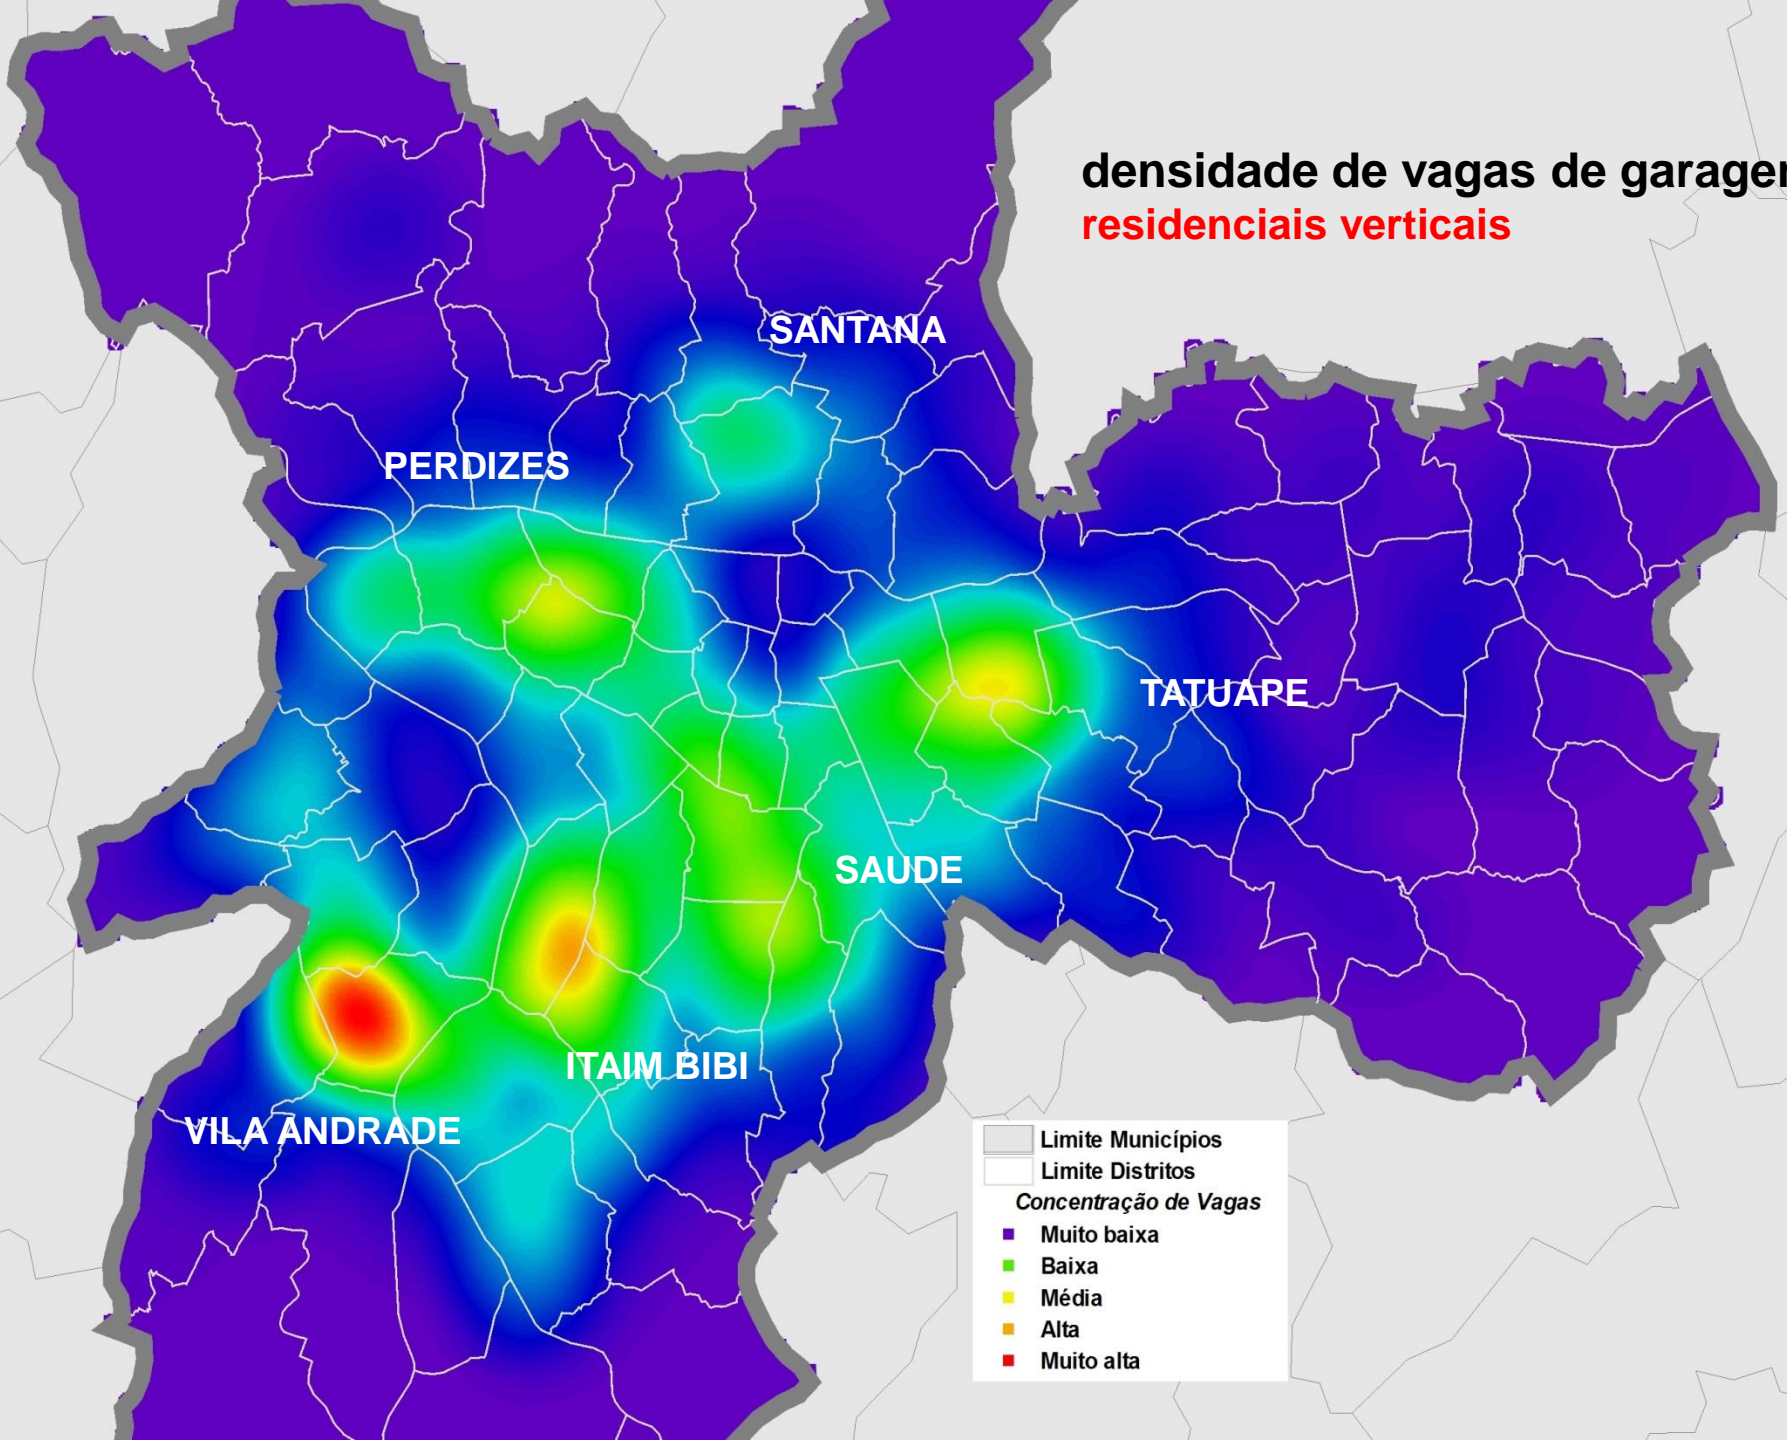 densidade de vagas de garage
residenciais verticais
SANTANA
PERDIZES
TATUAPE
SAUDE
ITAIM BIBI
VILA ANDRADE
Limite Municípios
Limite Distritos
Concentração de Vagas
Muito baixa
Baixa
Média
Alta
Muito alta